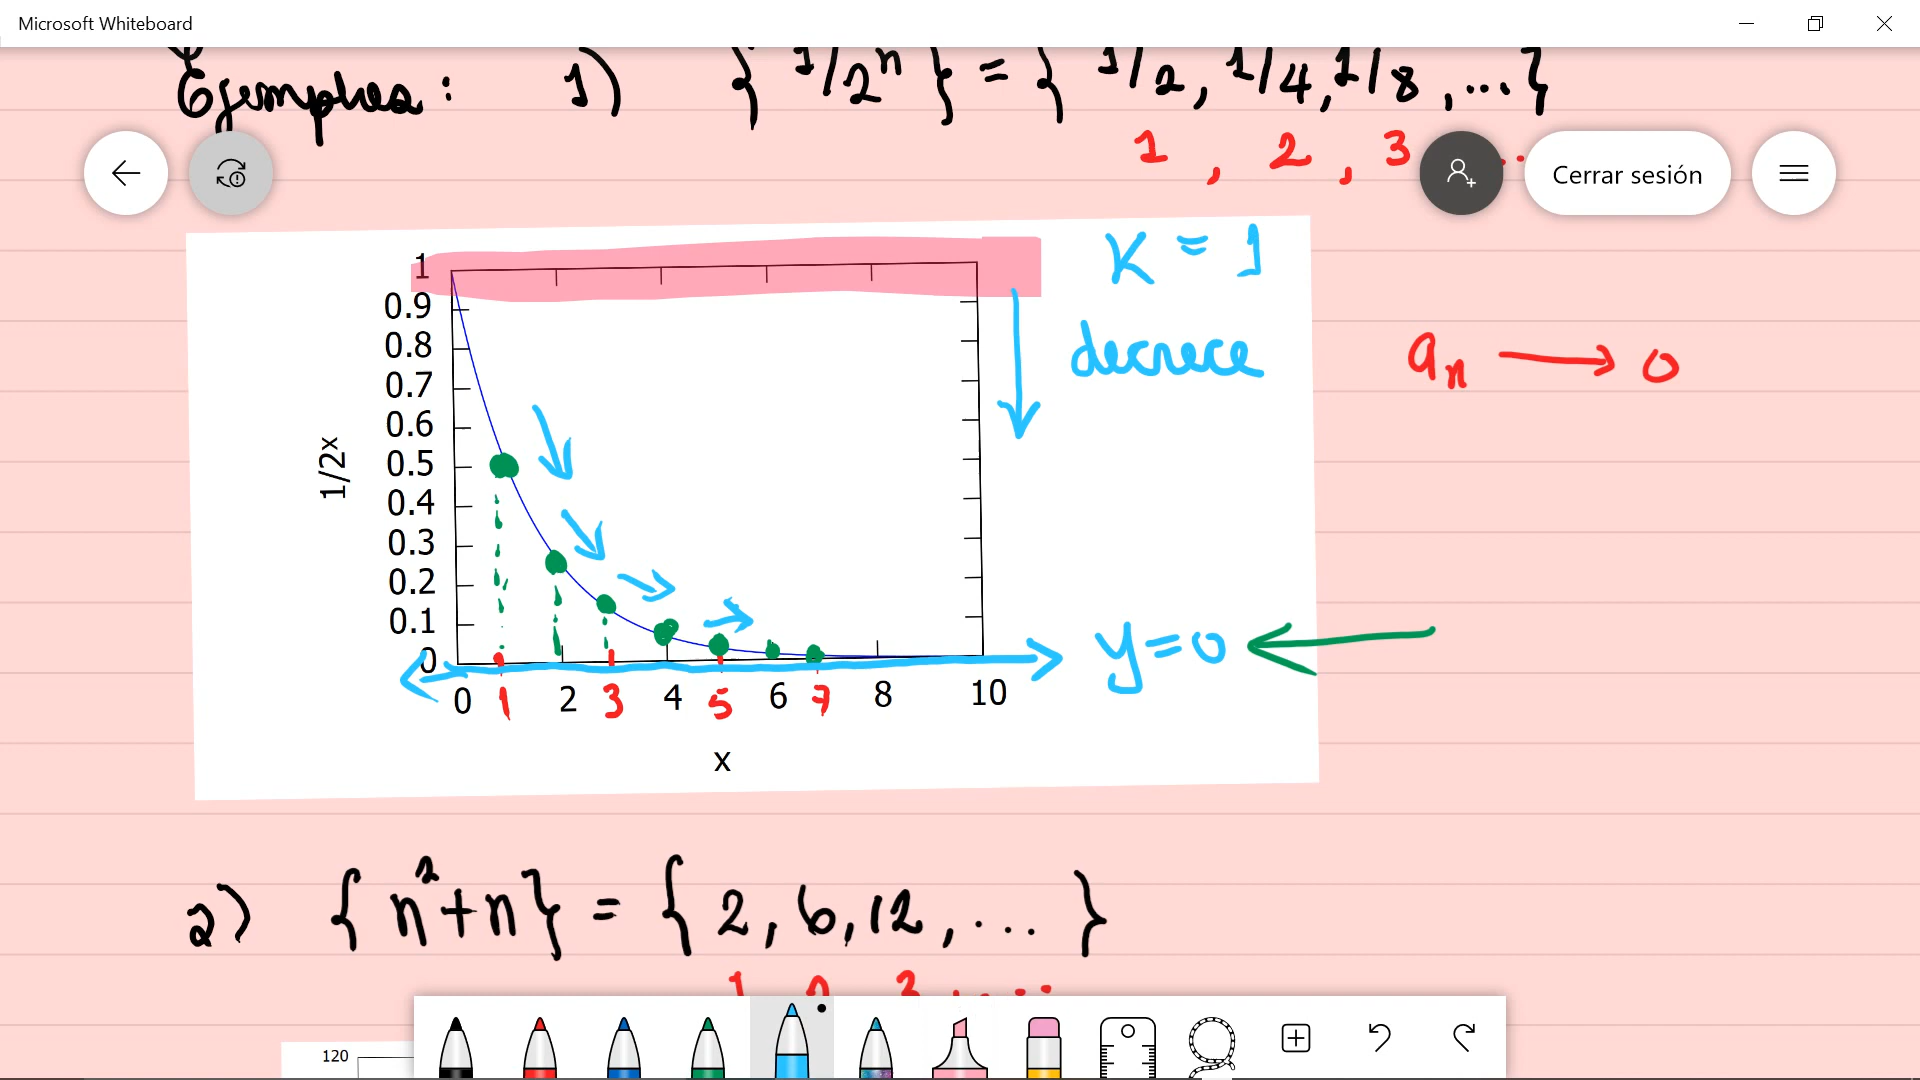 Microsoft Whiteboard
Ejemplos: 1) {1/2ⁿ} = {1/2, 1/4, 1/8, ...}
1, 2, 3 ..
Cerrar sesión
K = 1
decrece
aₙ → 0
1
0.9
0.8
0.7
0.6
0.5
0.4
0.3
0.2
0.1
0
1/2x
y=0
0 1 2 3 4 5 6 7 8 10
x
2) {n²+n} = {2, 6, 12, ... }
1 2 3 ....
120